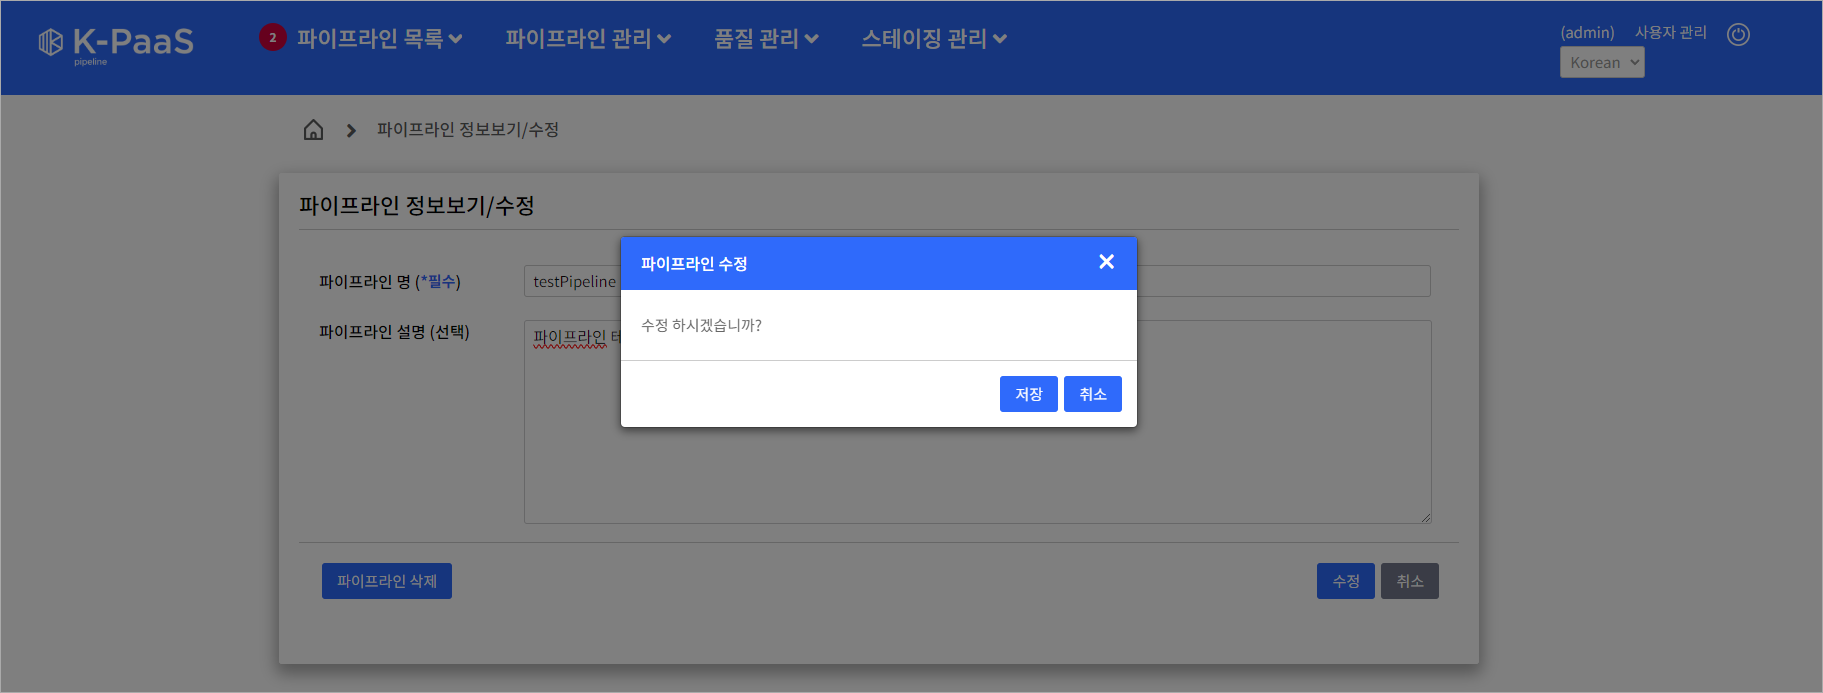 K-PaaS
pipeline
2 파이프라인 목록 파이프라인 관리 품질 관리 스테이징 관리
(admin) 사용자 관리
Korean
파이프라인 정보보기/수정
파이프라인 정보보기/수정
파이프라인 명 (*필수) testPipeline
파이프라인 설명 (선택) 파이프라인
파이프라인 수정
수정 하시겠습니까?
저장 취소
파이프라인 삭제 수정 취소